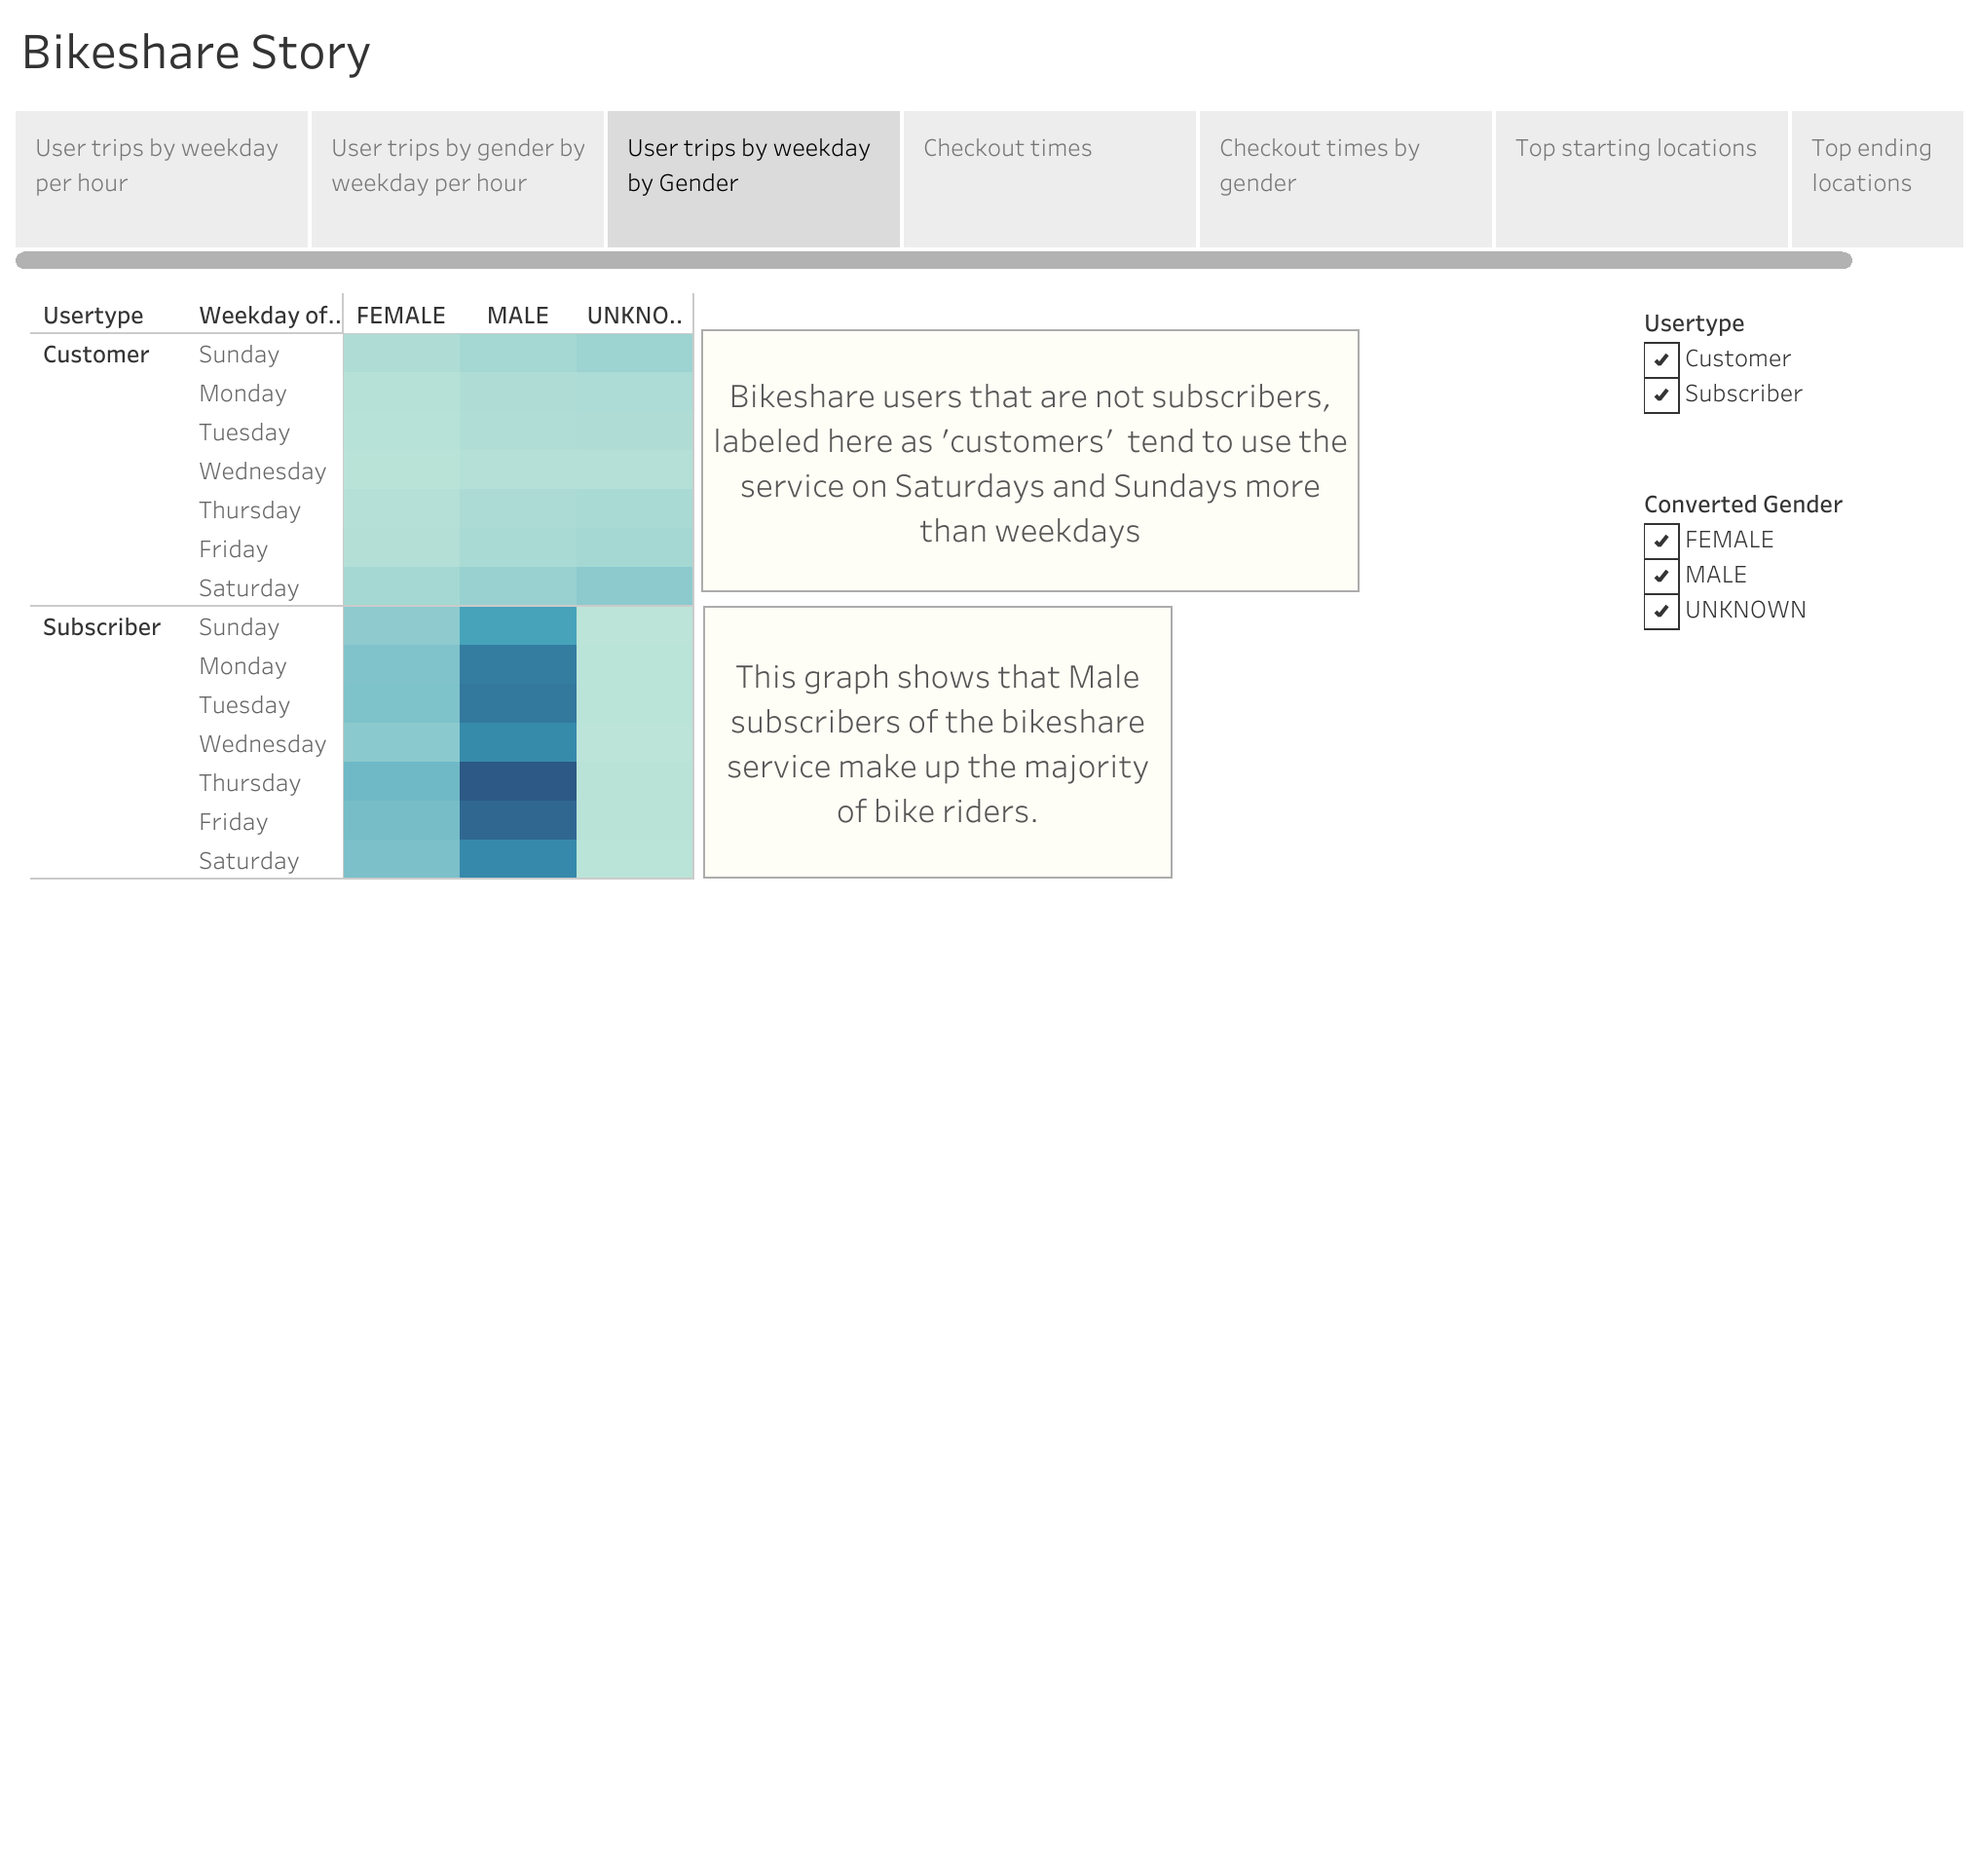 Bikeshare Story
User trips by weekday
per hour
User trips by gender by
weekday per hour
User trips by weekday
by Gender
Checkout times
Checkout times by
gender
Top starting locations
Top ending
locations
Usertype Weekday of.. FEMALE MALE UNKNO..
Customer Sunday
Monday
Tuesday
Wednesday
Thursday
Friday
Saturday
Subscriber Sunday
Monday
Tuesday
Wednesday
Thursday
Friday
Saturday
Bikeshare users that are not subscribers,
labeled here as 'customers'  tend to use the
service on Saturdays and Sundays more
than weekdays
This graph shows that Male
subscribers of the bikeshare
service make up the majority
of bike riders.
Usertype
Customer
Subscriber
Converted Gender
FEMALE
MALE
UNKNOWN